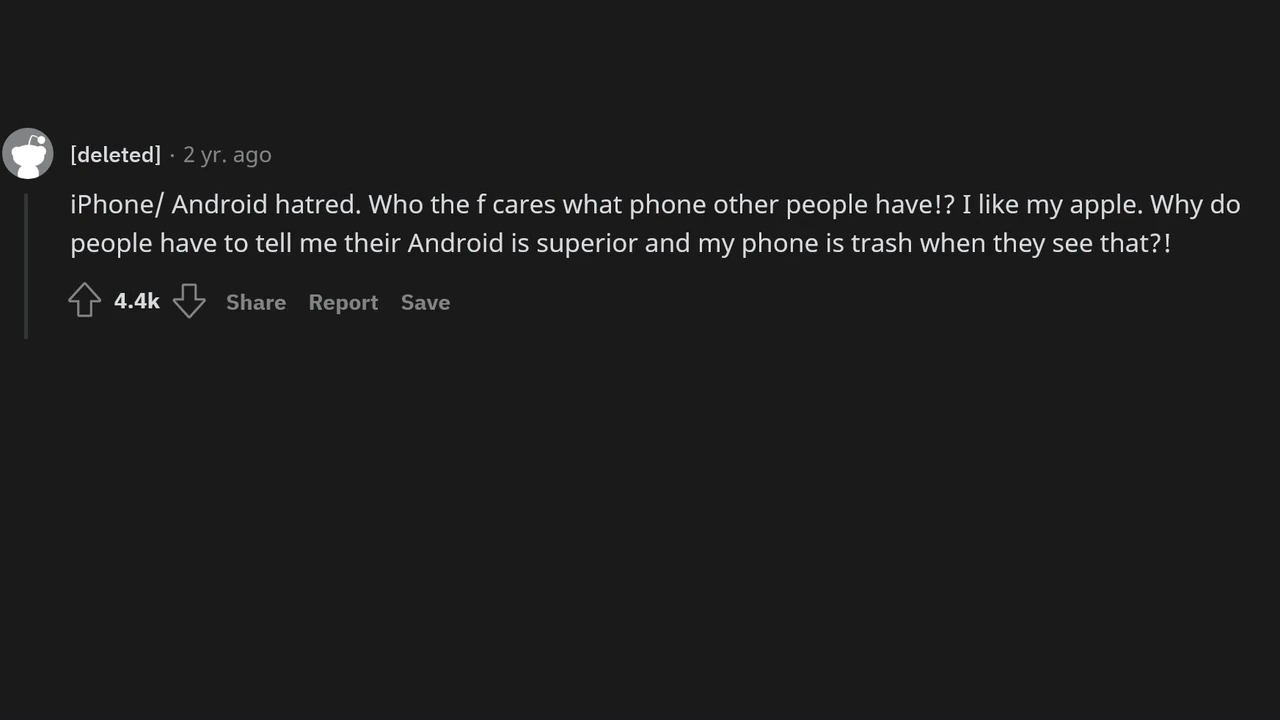 [deleted] · 2 yr. ago
iPhone/ Android hatred. Who the f cares what phone other people have!? I like my apple. Why do
people have to tell me their Android is superior and my phone is trash when they see that?!
4.4k Share Report Save